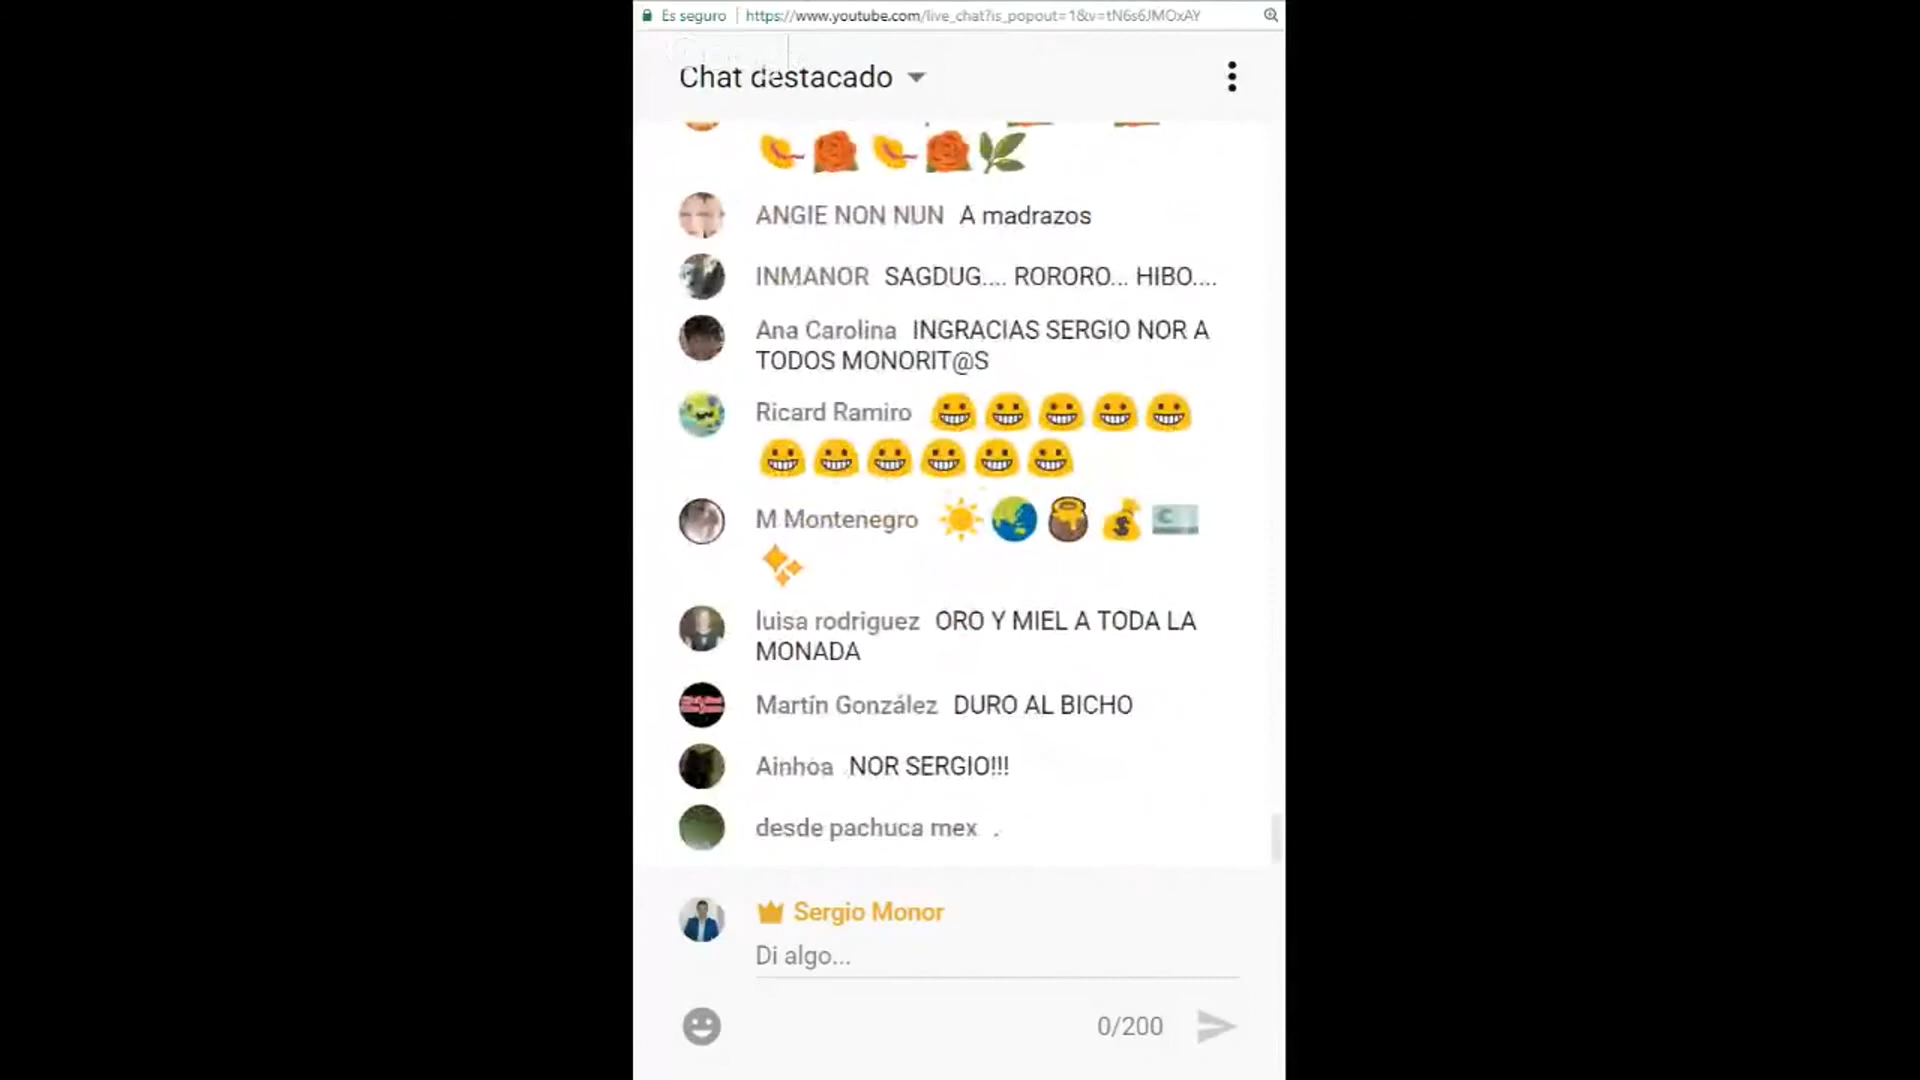 Es seguro | https://www.youtube.com/live_chat?is_popout=1&v=tN6s6JMOxAY
Chat destacado
ANGIE NON NUN A madrazos
INMANOR SAGDUG.... RORORO... HIBO....
Ana Carolina INGRACIAS SERGIO NOR A
TODOS MONORIT@S
Ricard Ramiro
M Montenegro
luisa rodriguez ORO Y MIEL A TODA LA
MONADA
Martín González DURO AL BICHO
Ainhoa NOR SERGIO!!!
desde pachuca mex .
Sergio Monor
Di algo...
0/200